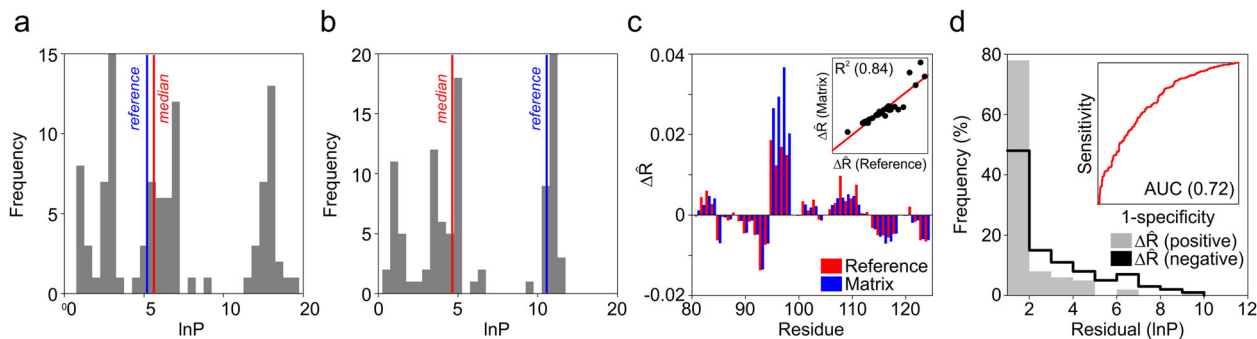 a
15
10
5
0
Frequency
reference
median
0
5
10
15
20
lnP
b
20
15
10
5
0
Frequency
median
reference
0
5
10
15
20
lnP
c
0.04
0.02
0
-0.02
ΔR̂
R² (0.84)
ΔR̂ (Matrix)
ΔR̂ (Reference)
Reference
Matrix
80
90
100
110
120
Residue
d
80
60
40
20
0
Frequency (%)
Sensitivity
AUC (0.72)
1-specificity
ΔR̂ (positive)
ΔR̂ (negative)
0
2
4
6
8
10
12
Residual (lnP)